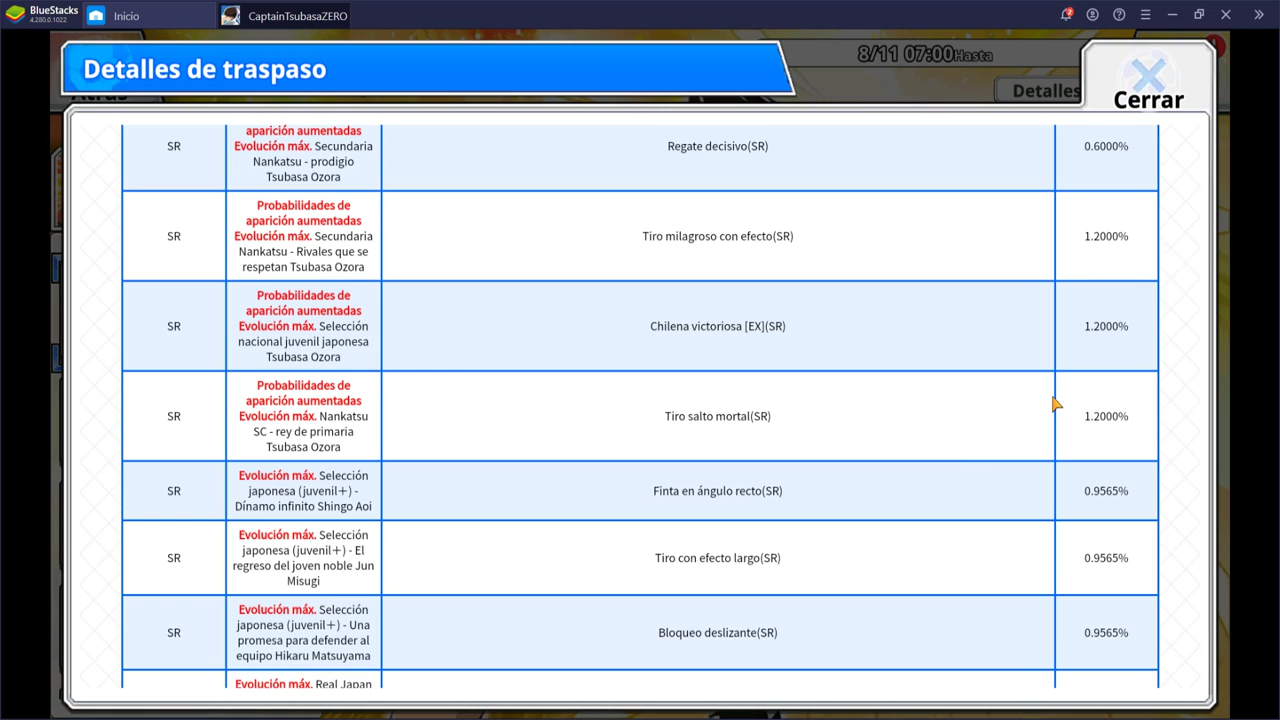 BlueStacks
4.280.0.1022
Inicio
CaptainTsubasaZERO
2
8/11 07:00Hasta
Detalles de traspaso
Detalles
Cerrar
SR
aparición aumentadas
Evolución máx. Secundaria
Nankatsu - prodigio
Tsubasa Ozora
Regate decisivo(SR)
0.6000%
SR
Probabilidades de
aparición aumentadas
Evolución máx. Secundaria
Nankatsu - Rivales que se
respetan Tsubasa Ozora
Tiro milagroso con efecto(SR)
1.2000%
SR
Probabilidades de
aparición aumentadas
Evolución máx. Selección
nacional juvenil japonesa
Tsubasa Ozora
Chilena victoriosa [EX](SR)
1.2000%
SR
Probabilidades de
aparición aumentadas
Evolución máx. Nankatsu
SC - rey de primaria
Tsubasa Ozora
Tiro salto mortal(SR)
1.2000%
SR
Evolución máx. Selección
japonesa (juvenil+) -
Dínamo infinito Shingo Aoi
Finta en ángulo recto(SR)
0.9565%
SR
Evolución máx. Selección
japonesa (juvenil+) - El
regreso del joven noble Jun
Misugi
Tiro con efecto largo(SR)
0.9565%
SR
Evolución máx. Selección
japonesa (juvenil+) - Una
promesa para defender al
equipo Hikaru Matsuyama
Bloqueo deslizante(SR)
0.9565%
Evolución máx. Real Japan